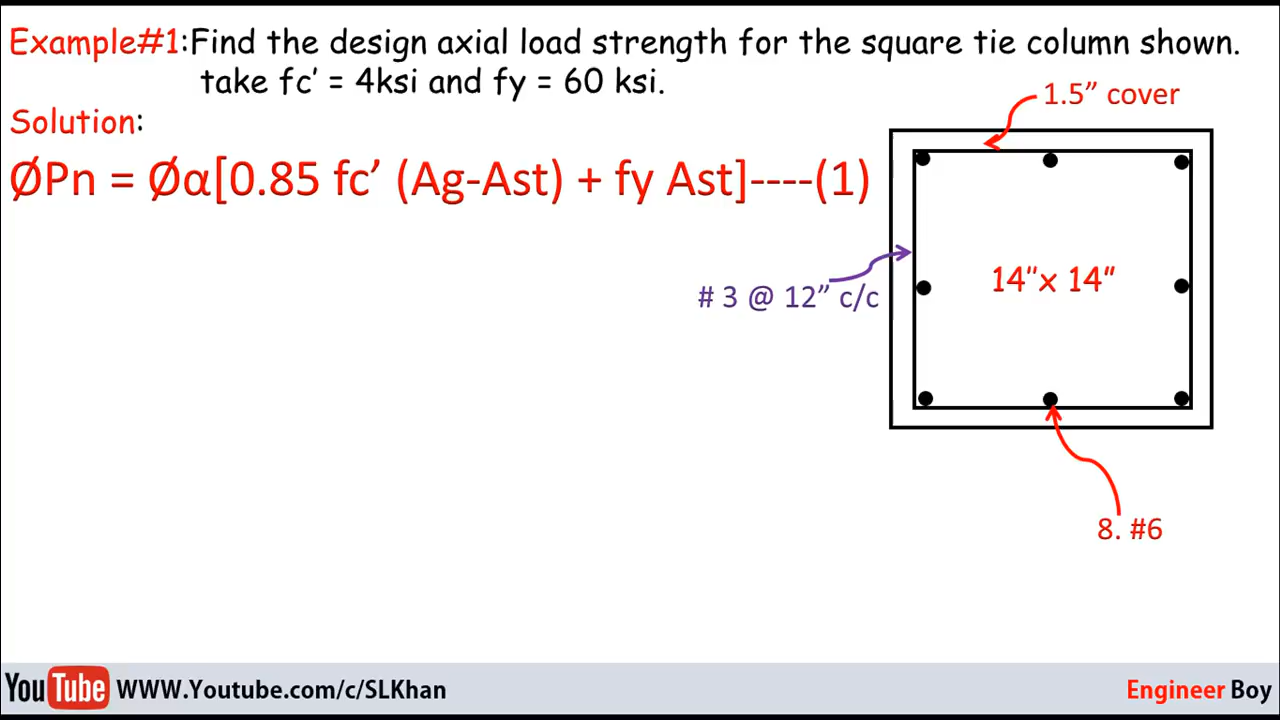 Example#1:Find the design axial load strength for the square tie column shown.
take fc’ = 4ksi and fy = 60 ksi.
1.5” cover
Solution:
ØPn = Øα[0.85 fc’ (Ag-Ast) + fy Ast]----(1)
14”x 14”
# 3 @ 12” c/c
8. #6
YouTube WWW.Youtube.com/c/SLKhan
Engineer Boy